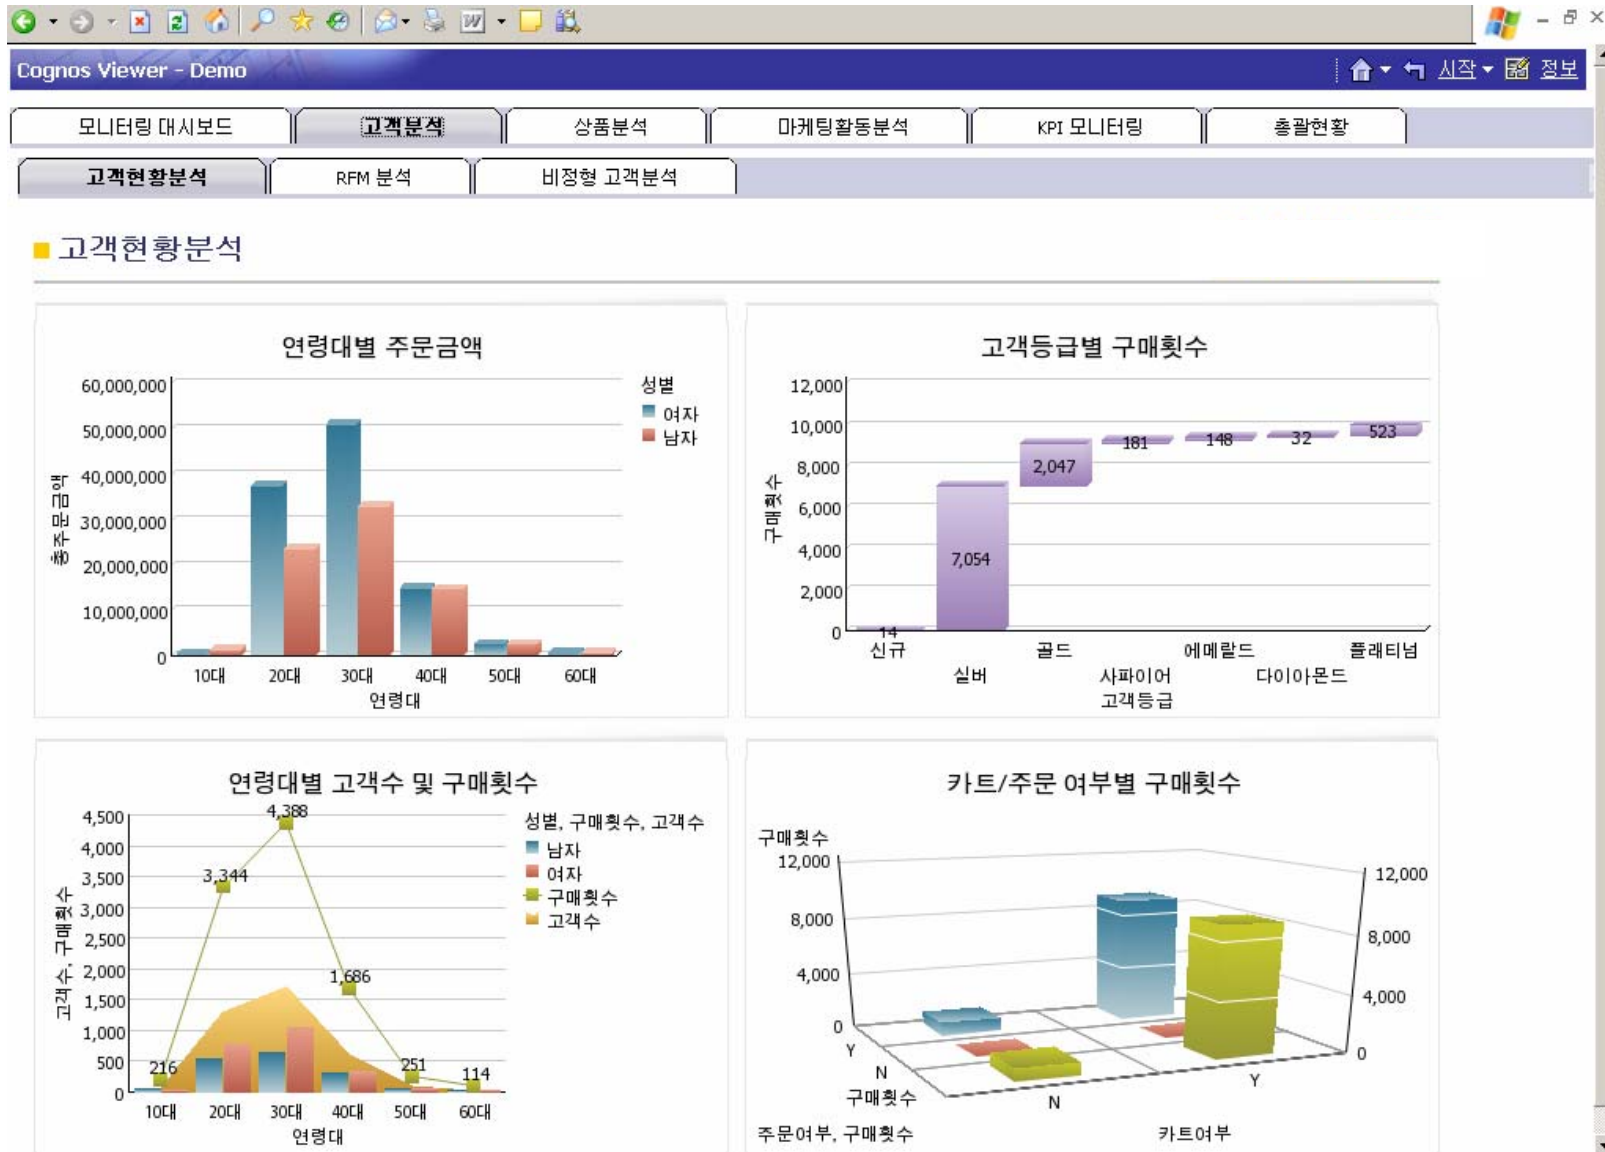 Cognos Viewer - Demo
시작 정보
모니터링 대시보드 고객분석 상품분석 마케팅활동분석 KPI 모니터링 총괄현황
고객현황분석 RFM 분석 비정형 고객분석
고객현황분석
연령대별 주문금액
60,000,000
50,000,000
40,000,000
30,000,000
20,000,000
10,000,000
0
총주문금액
성별
여자
남자
10대 20대 30대 40대 50대 60대
연령대
고객등급별 구매횟수
12,000
10,000
8,000
6,000
4,000
2,000
0
구매횟수
14 7,054 2,047 181 148 32 523
신규 골드 에메랄드 플래티넘
실버 사파이어 다이아몬드
고객등급
연령대별 고객수 및 구매횟수
4,500
4,000
3,500
3,000
2,500
2,000
1,500
1,000
500
0
고객수, 구매횟수
216 3,344 4,388 1,686 251 114
성별, 구매횟수, 고객수
남자
여자
구매횟수
고객수
10대 20대 30대 40대 50대 60대
연령대
카트/주문 여부별 구매횟수
구매횟수
12,000
8,000
4,000
0
12,000
8,000
4,000
0
Y
N
구매횟수
N
Y
주문여부, 구매횟수
카트여부